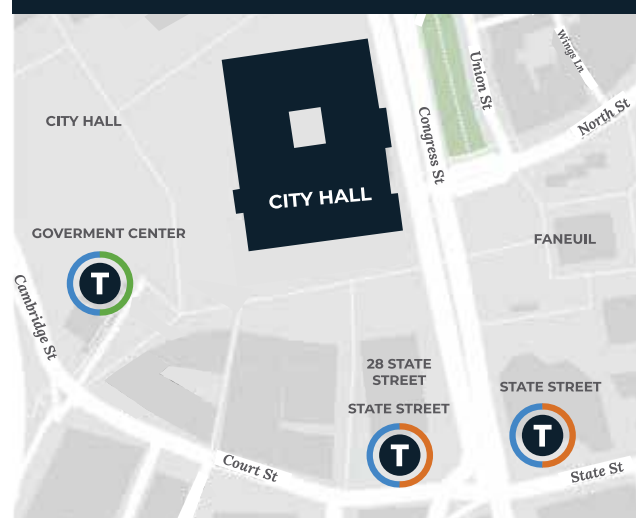 Wings Ln
Union St
North St
Congress St
CITY HALL
CITY HALL
GOVERMENT CENTER
T
FANEUIL
Cambridge St
28 STATE
STREET
STATE STREET
T
STATE STREET
T
Court St
State St